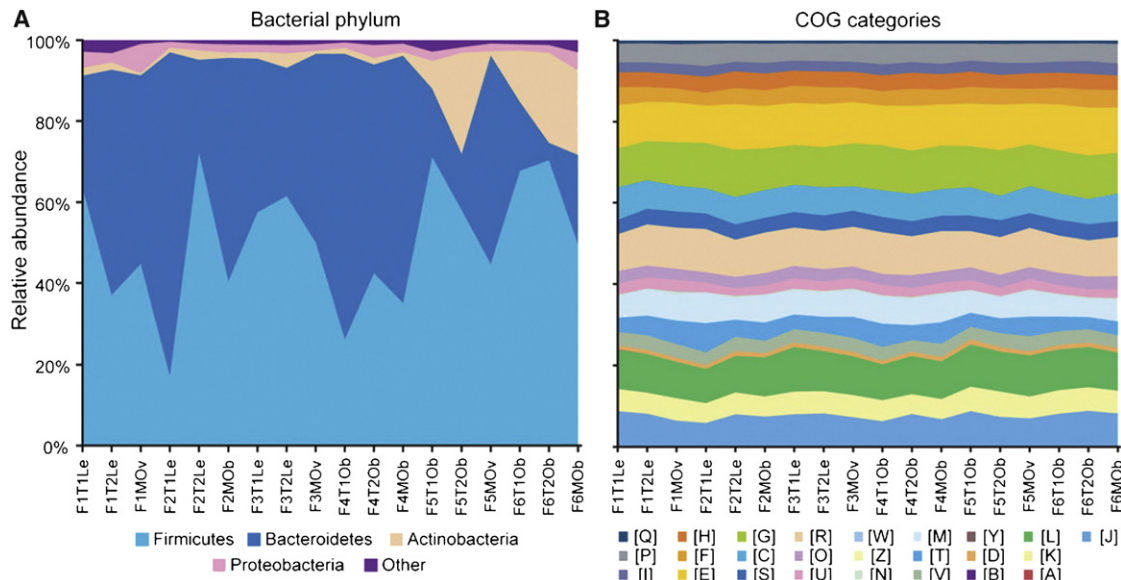 A
Bacterial phylum
100%
80%
60%
40%
20%
0%
Relative abundance
F1T1Le
F1T2Le
F1MOv
F2T1Le
F2T2Le
F2MOb
F3T1Le
F3T2Le
F3MOv
F4T1Ob
F4T2Ob
F4MOb
F5T1Ob
F5T2Ob
F5MOv
F6T1Ob
F6T2Ob
F6MOb
Firmicutes Bacteroidetes Actinobacteria
Proteobacteria Other
B
COG categories
F1T1Le
F1T2Le
F1MOv
F2T1Le
F2T2Le
F2MOb
F3T1Le
F3T2Le
F3MOv
F4T1Ob
F4T2Ob
F4MOb
F5T1Ob
F5T2Ob
F5MOv
F6T1Ob
F6T2Ob
F6MOb
[Q] [H] [G] [R] [W] [M] [Y] [L] [J]
[P] [F] [C] [O] [Z] [T] [D] [K]
[I] [E] [S] [U] [N] [V] [B] [A]